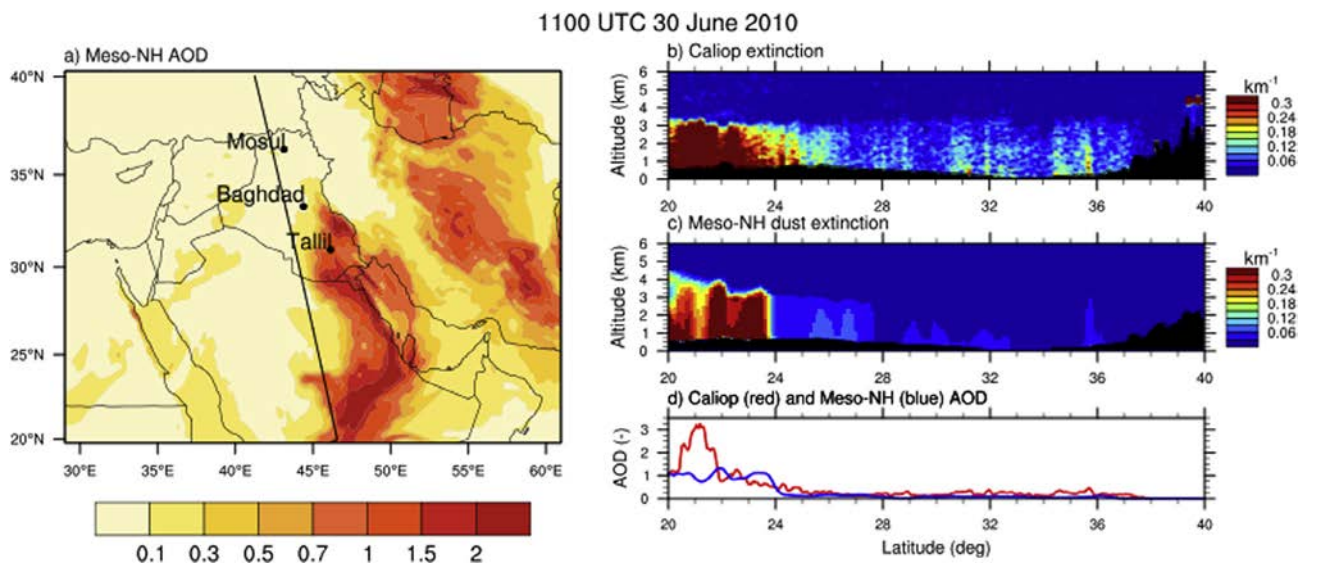 1100 UTC 30 June 2010
a) Meso-NH AOD
40°N
35°N
30°N
25°N
20°N
Mosul
Baghdad
Tallil
30°E 35°E 40°E 45°E 50°E 55°E 60°E
0.1 0.3 0.5 0.7 1 1.5 2
b) Caliop extinction
Altitude (km)
6
5
4
3
2
1
0
20 24 28 32 36 40
km-1
0.3
0.24
0.18
0.12
0.06
c) Meso-NH dust extinction
Altitude (km)
6
5
4
3
2
1
0
20 24 28 32 36 40
km-1
0.3
0.24
0.18
0.12
0.06
d) Caliop (red) and Meso-NH (blue) AOD
AOD (-)
3
2
1
0
20 24 28 32 36 40
Latitude (deg)